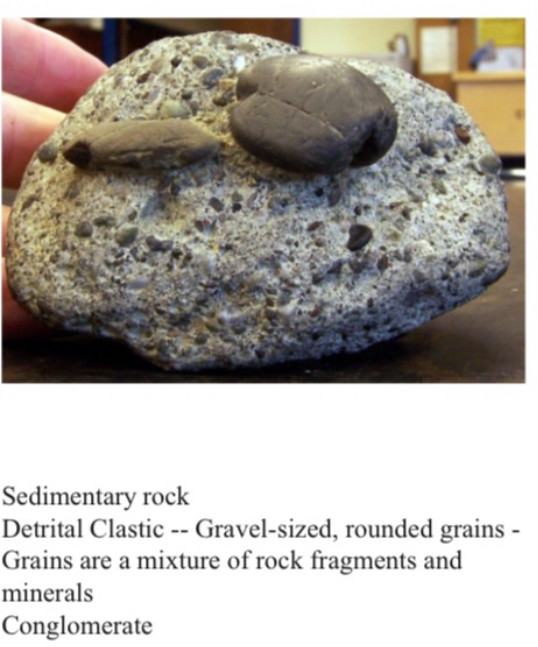 Sedimentary rock
Detrital Clastic -- Gravel-sized, rounded grains -
Grains are a mixture of rock fragments and
minerals
Conglomerate